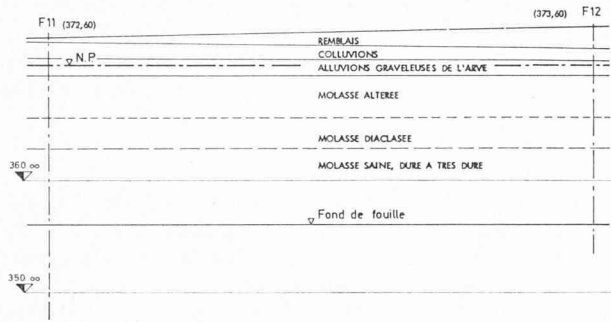 F11 (372,60)
(373,60) F12
REMBLAIS
COLLUVIONS
N.P
ALLUVIONS GRAVELEUSES DE L'ARVE
MOLASSE ALTEREE
MOLASSE DIACLASEE
360.00
MOLASSE SAINE, DURE A TRES DURE
Fond de fouille
350.00